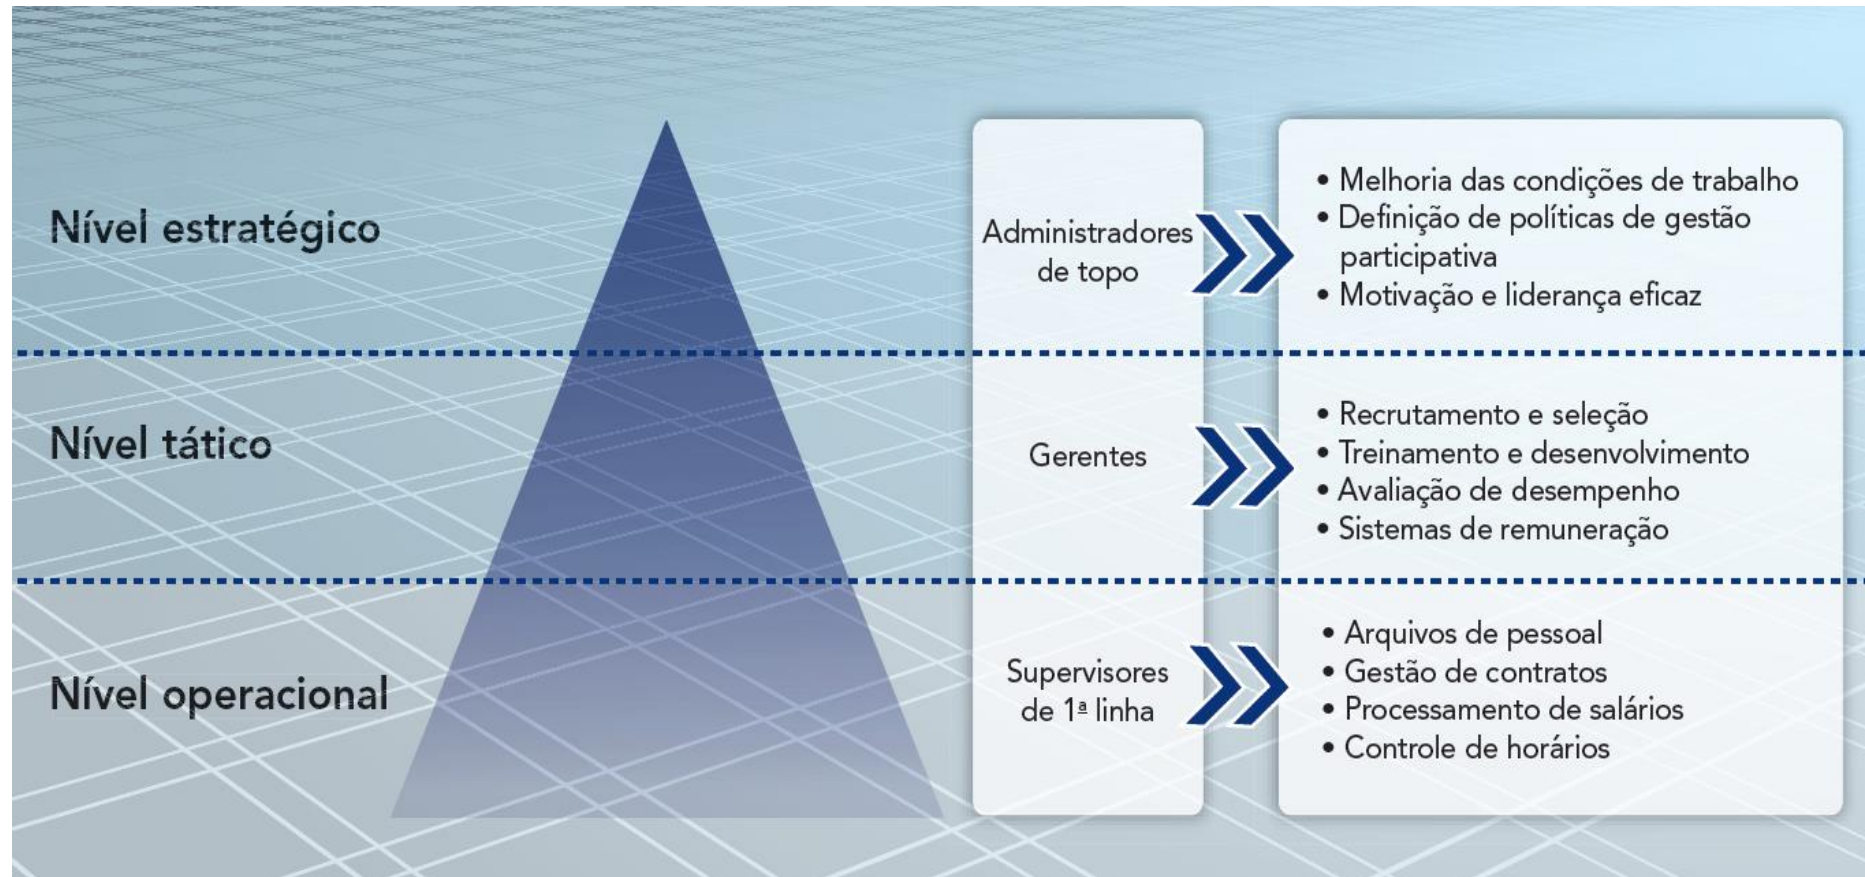 Nível estratégico
Administradores
de topo
• Melhoria das condições de trabalho
• Definição de políticas de gestão
participativa
• Motivação e liderança eficaz
Nível tático
Gerentes
• Recrutamento e seleção
• Treinamento e desenvolvimento
• Avaliação de desempenho
• Sistemas de remuneração
Nível operacional
Supervisores
de 1ª linha
• Arquivos de pessoal
• Gestão de contratos
• Processamento de salários
• Controle de horários